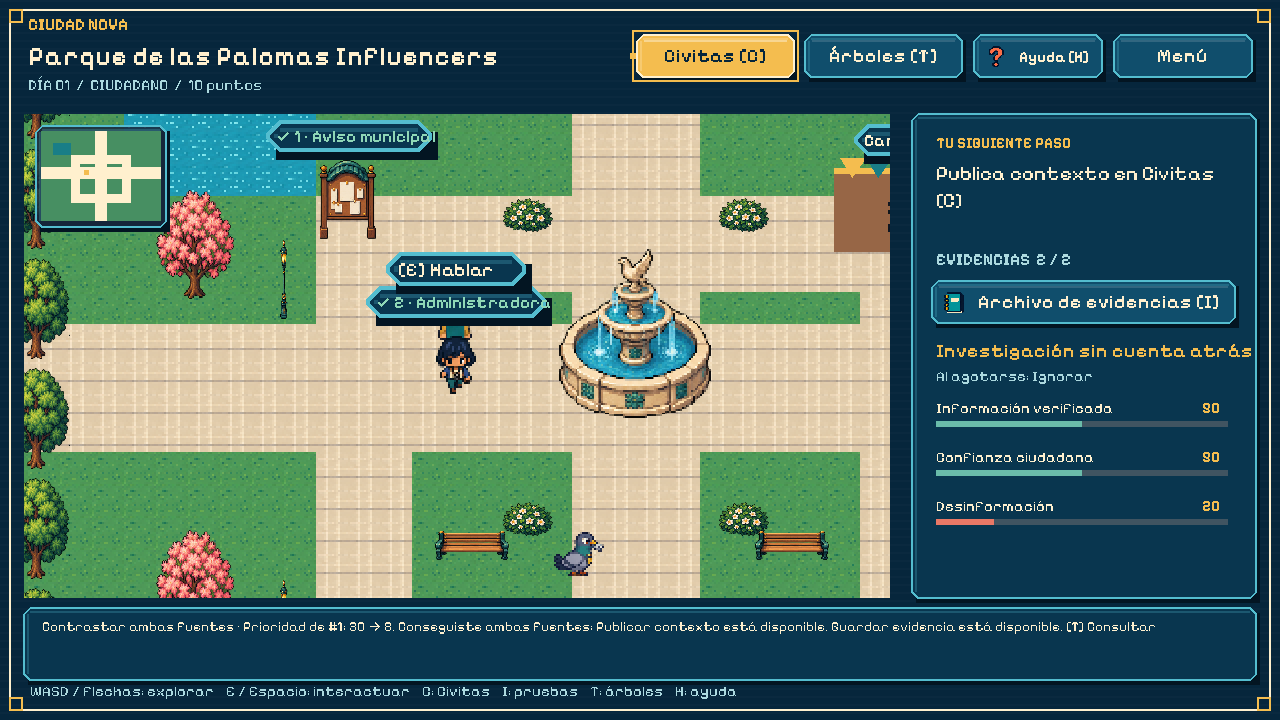 CIUDAD NOVA
Parque de las Palomas Influencers
DÍA 01 / CIUDADANO / 10 puntos
Civitas (C)
Árboles (T)
? Ayuda (H)
Menú
✓ 1 · Aviso municipal
Car
(E) Hablar
✓ 2 · Administradora
TU SIGUIENTE PASO
Publica contexto en Civitas
(C)
EVIDENCIAS 2 / 2
Archivo de evidencias (I)
Investigación sin cuenta atrás
Al agotarse: Ignorar
Información verificada 50
Confianza ciudadana 50
Desinformación 20
Contrastar ambas fuentes · Prioridad de #1: 30 → 8. Conseguiste ambas fuentes: Publicar contexto está disponible. Guardar evidencia está disponible. (T) Consultar
WASD / Flechas: explorar E / Espacio: interactuar C: Civitas I: pruebas T: árboles H: ayuda